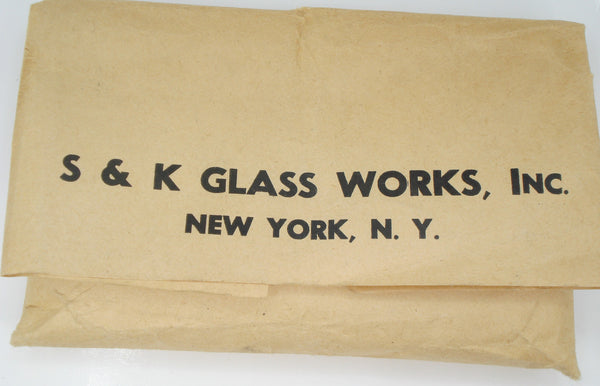 S & K GLASS WORKS, INC.
NEW YORK, N. Y.